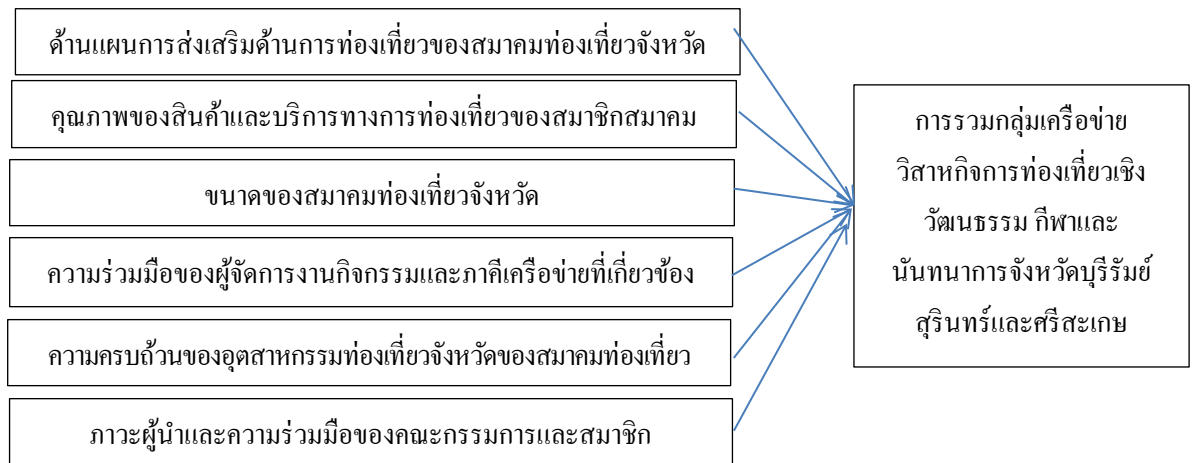 ด้านแผนการส่งเสริมด้านการท่องเที่ยวของสมาคมท่องเที่ยวจังหวัด
คุณภาพของสินค้าและบริการทางการท่องเที่ยวของสมาชิกสมาคม
ขนาดของสมาคมท่องเที่ยวจังหวัด
ความร่วมมือของผู้จัดการงานกิจกรรมและภาคีเครือข่ายที่เกี่ยวข้อง
ความครบถ้วนของอุตสาหกรรมท่องเที่ยวจังหวัดของสมาคมท่องเที่ยว
ภาวะผู้นำและความร่วมมือของคณะกรรมการและสมาชิก
การรวมกลุ่มเครือข่าย
วิสาหกิจการท่องเที่ยวเชิง
วัฒนธรรม กีฬาและ
นันทนาการจังหวัดบุรีรัมย์
สุรินทร์และศรีสะเกษ